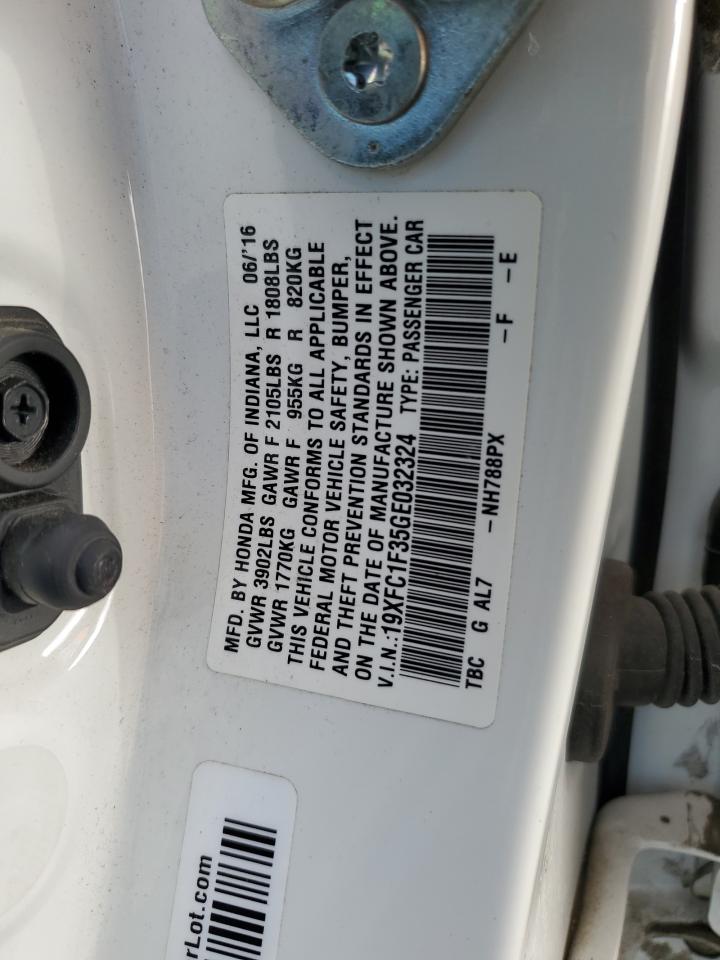 MFD. BY HONDA MFG. OF INDIANA, LLC 06/'16
GVWR 3902LBS GAWR F 2105LBS R 1808LBS
GVWR 1770KG GAWR F 955KG R 820KG
THIS VEHICLE CONFORMS TO ALL APPLICABLE
FEDERAL MOTOR VEHICLE SAFETY, BUMPER,
AND THEFT PREVENTION STANDARDS IN EFFECT
ON THE DATE OF MANUFACTURE SHOWN ABOVE.
V.I.N.:19XFC1F35GE032324 TYPE: PASSENGER CAR
TBC G AL7 -NH788PX -F -E
rLot.com